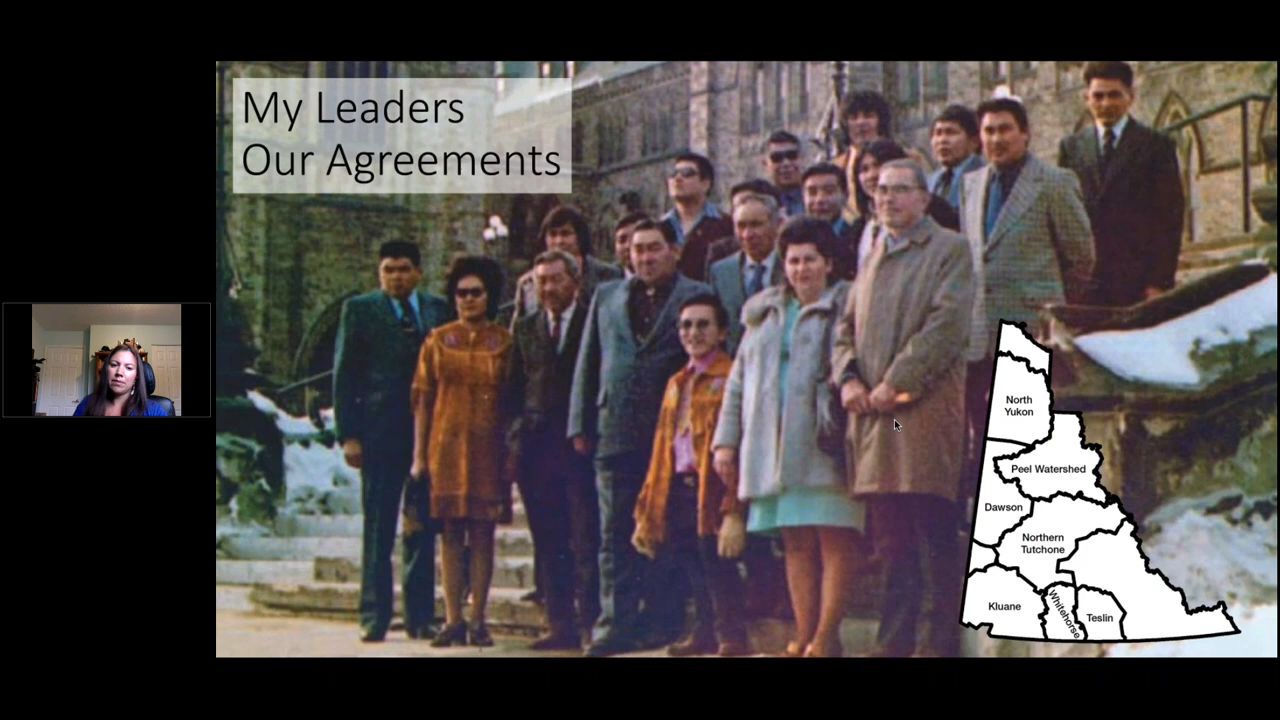 My Leaders
Our Agreements
North
Yukon
Peel Watershed
Dawson
Northern
Tutchone
Kluane
Whitehorse
Teslin